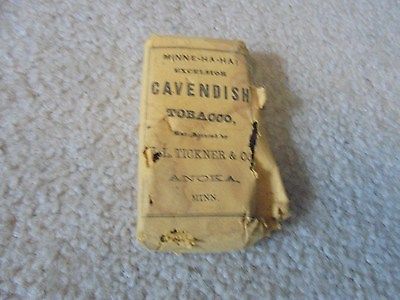 MINNE-HA-HA
EXCELSIOR
CAVENDISH
TOBACCO,
TICKNER & CO
ANOKA,
MINN.